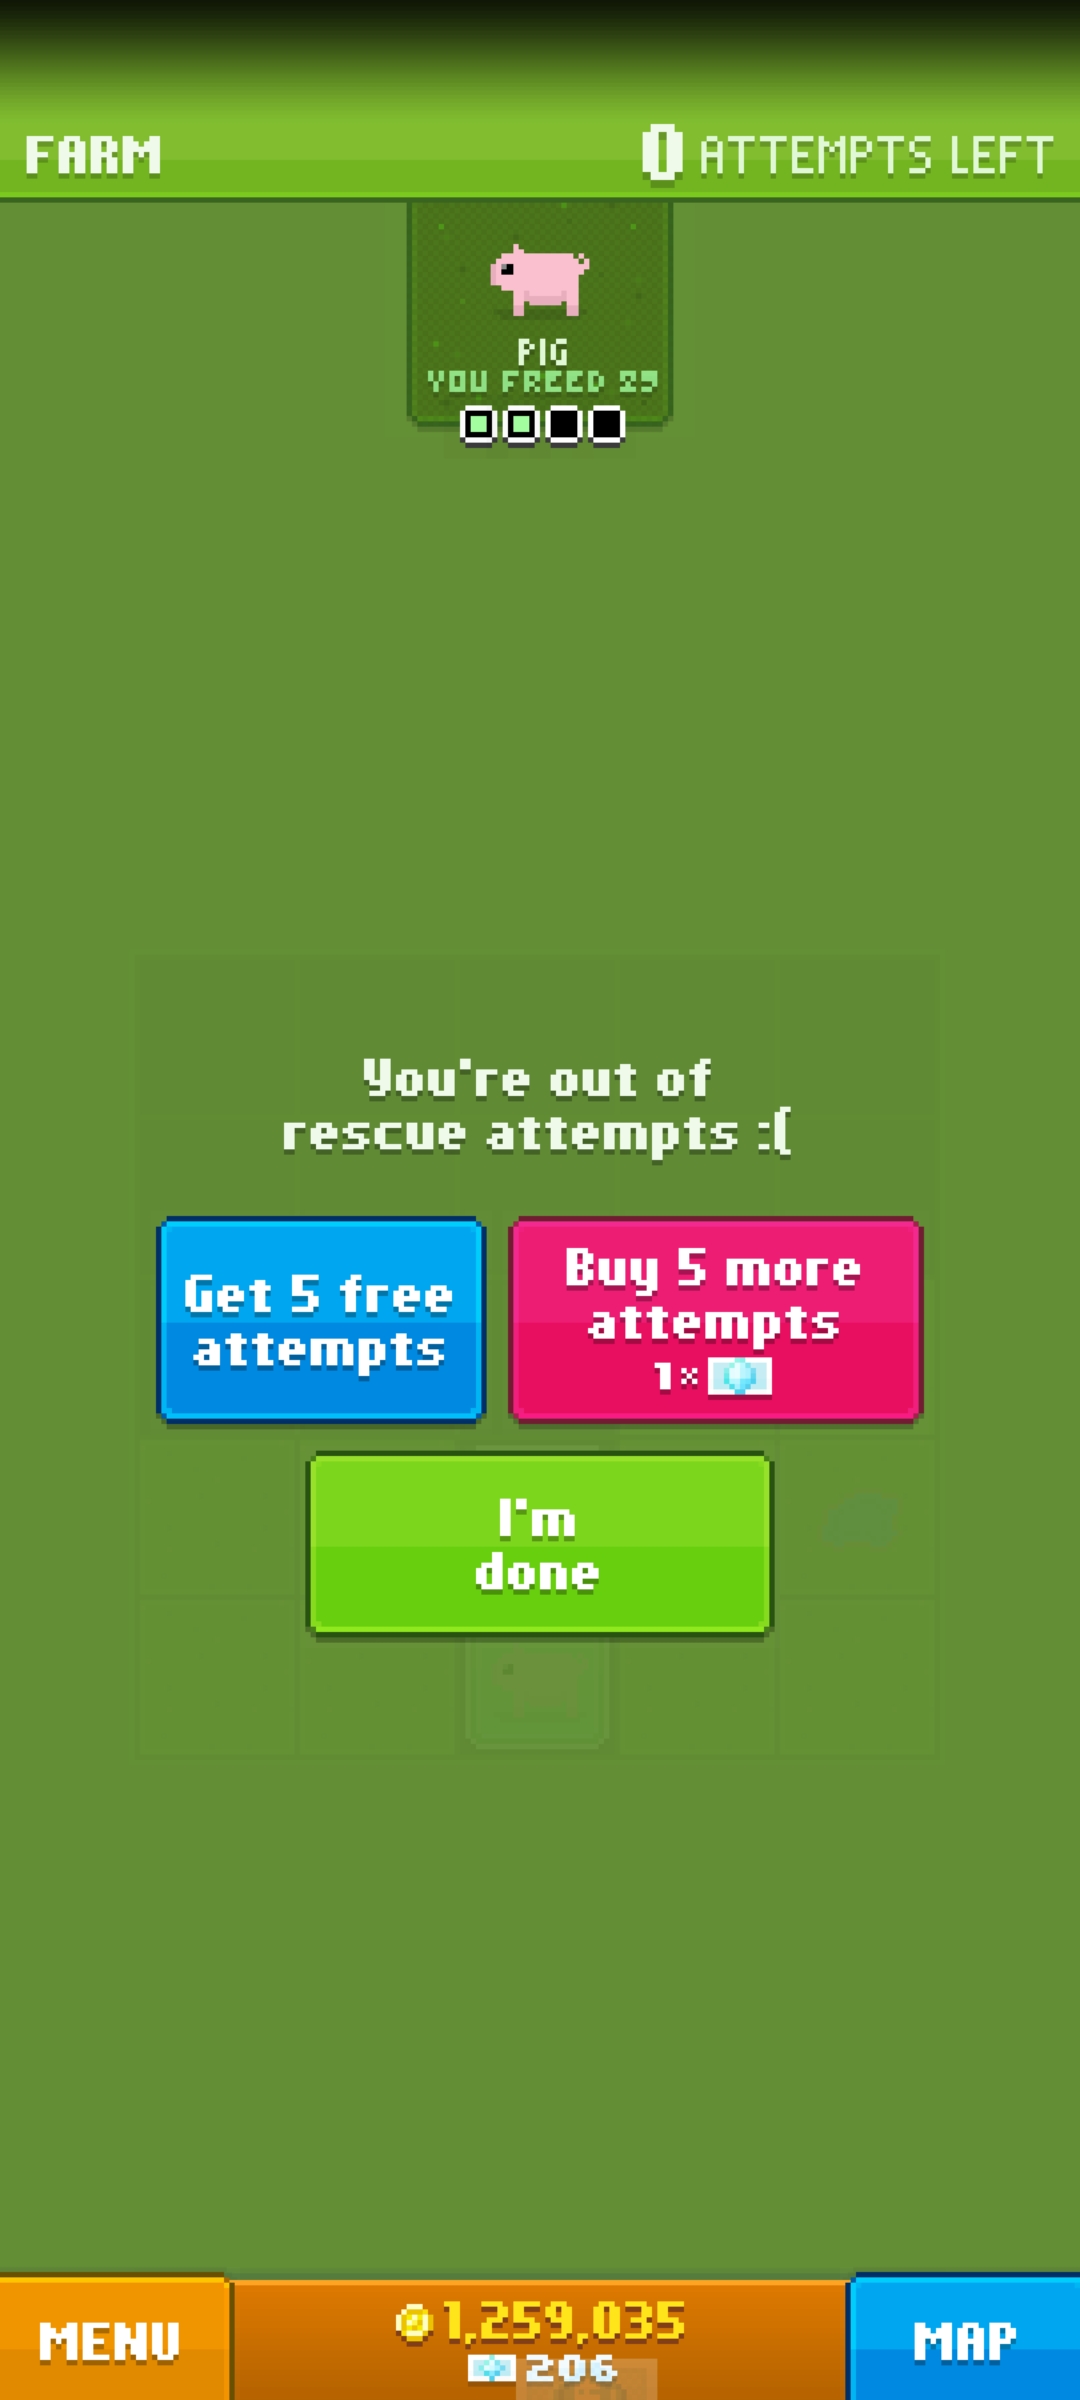 FARM
0 ATTEMPTS LEFT
PIG
YOU FREED 29
You're out of
rescue attempts :(
Get 5 free
attempts
Buy 5 more
attempts
1×
I'm
done
MENU
1,259,035
206
MAP